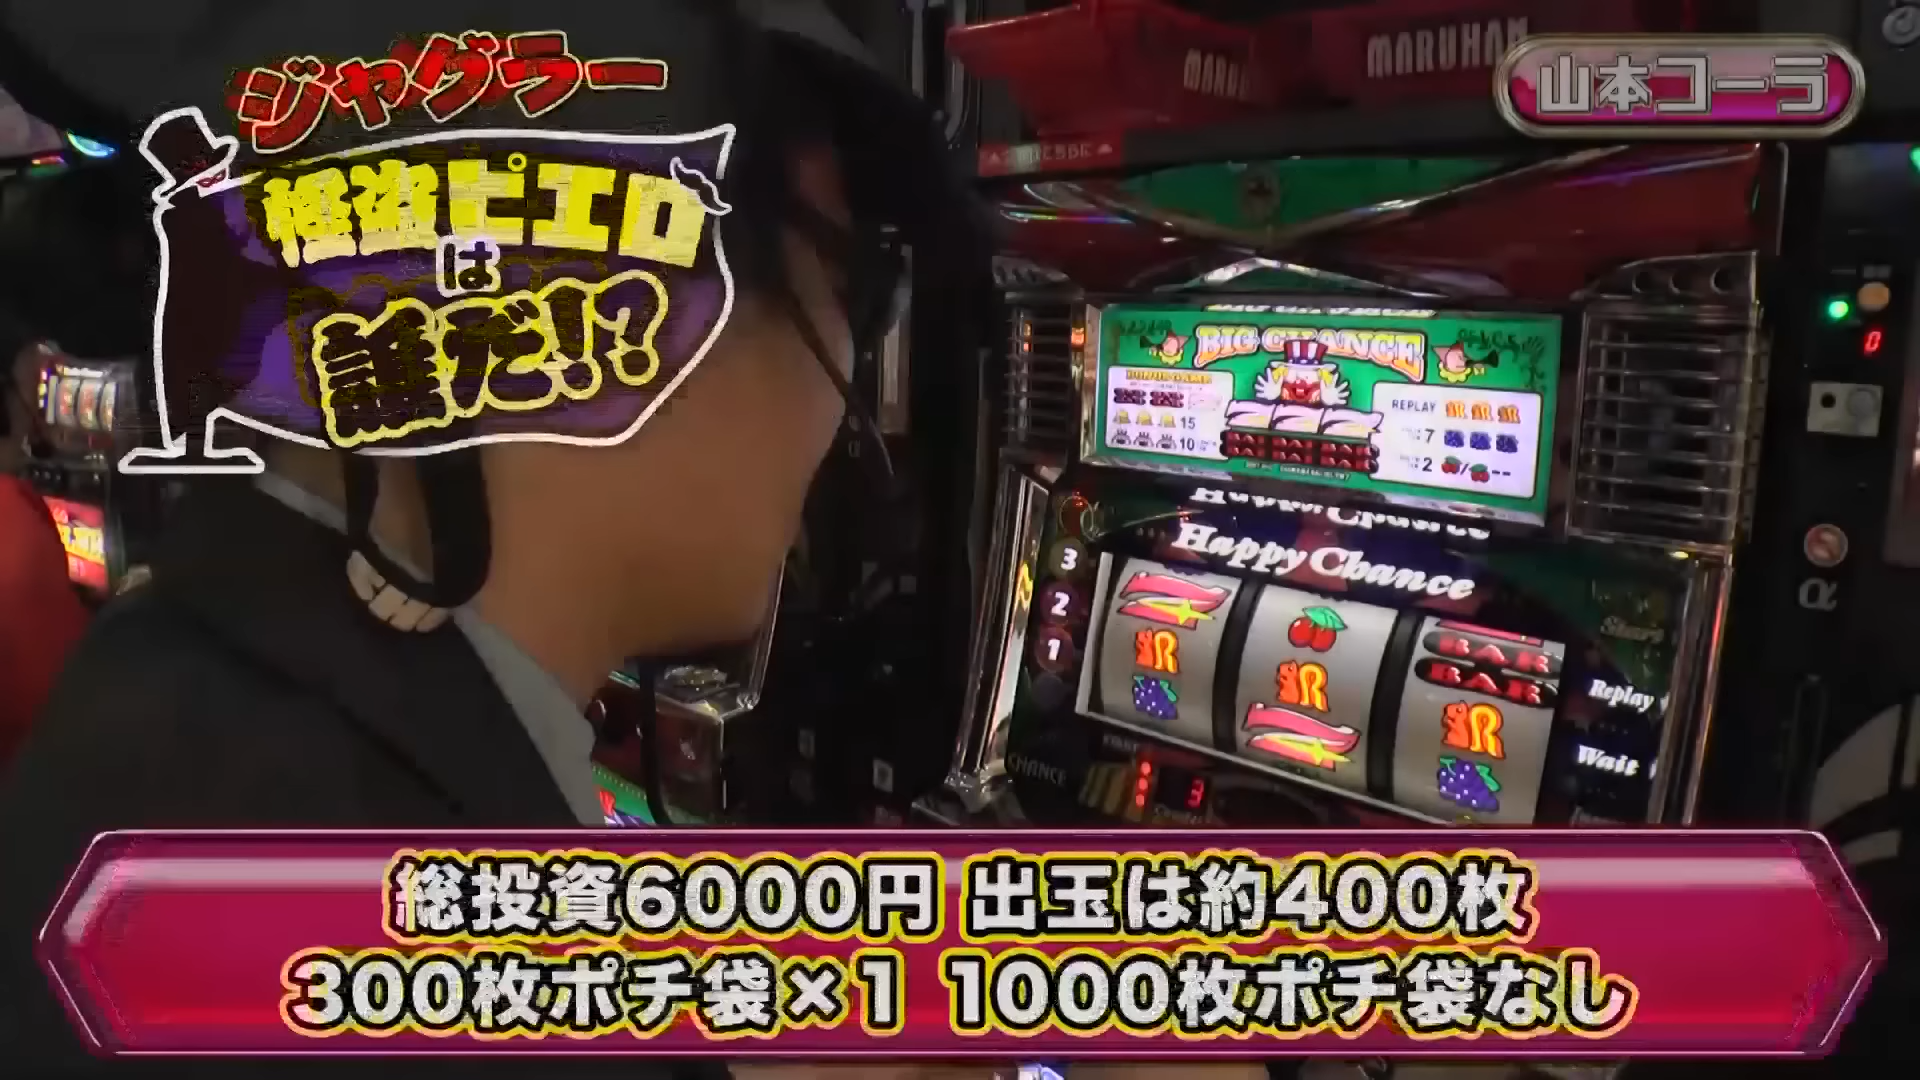 ジャグラー
怪盗ピエロ
は
誰だ!?
山本コーラ
MARUHAN
BIG CHANCE
REPLAY
15
10
7
2
Happy Chance
3
2
1
BAR
BAR
Replay
Wait
CHANCE
α
総投資6000円 出玉は約400枚
300枚ポチ袋×1 1000枚ポチ袋なし